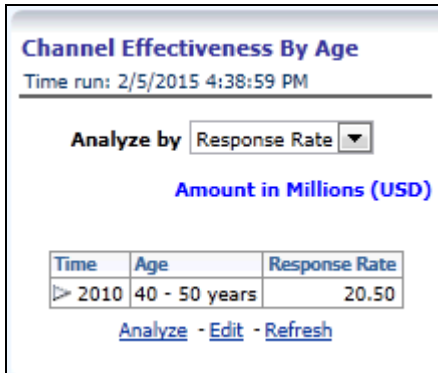 Channel Effectiveness By Age
Time run: 2/5/2015 4:38:59 PM
Analyze by Response Rate
Amount in Millions (USD)
Time Age Response Rate
2010 40 - 50 years 20.50
Analyze - Edit - Refresh